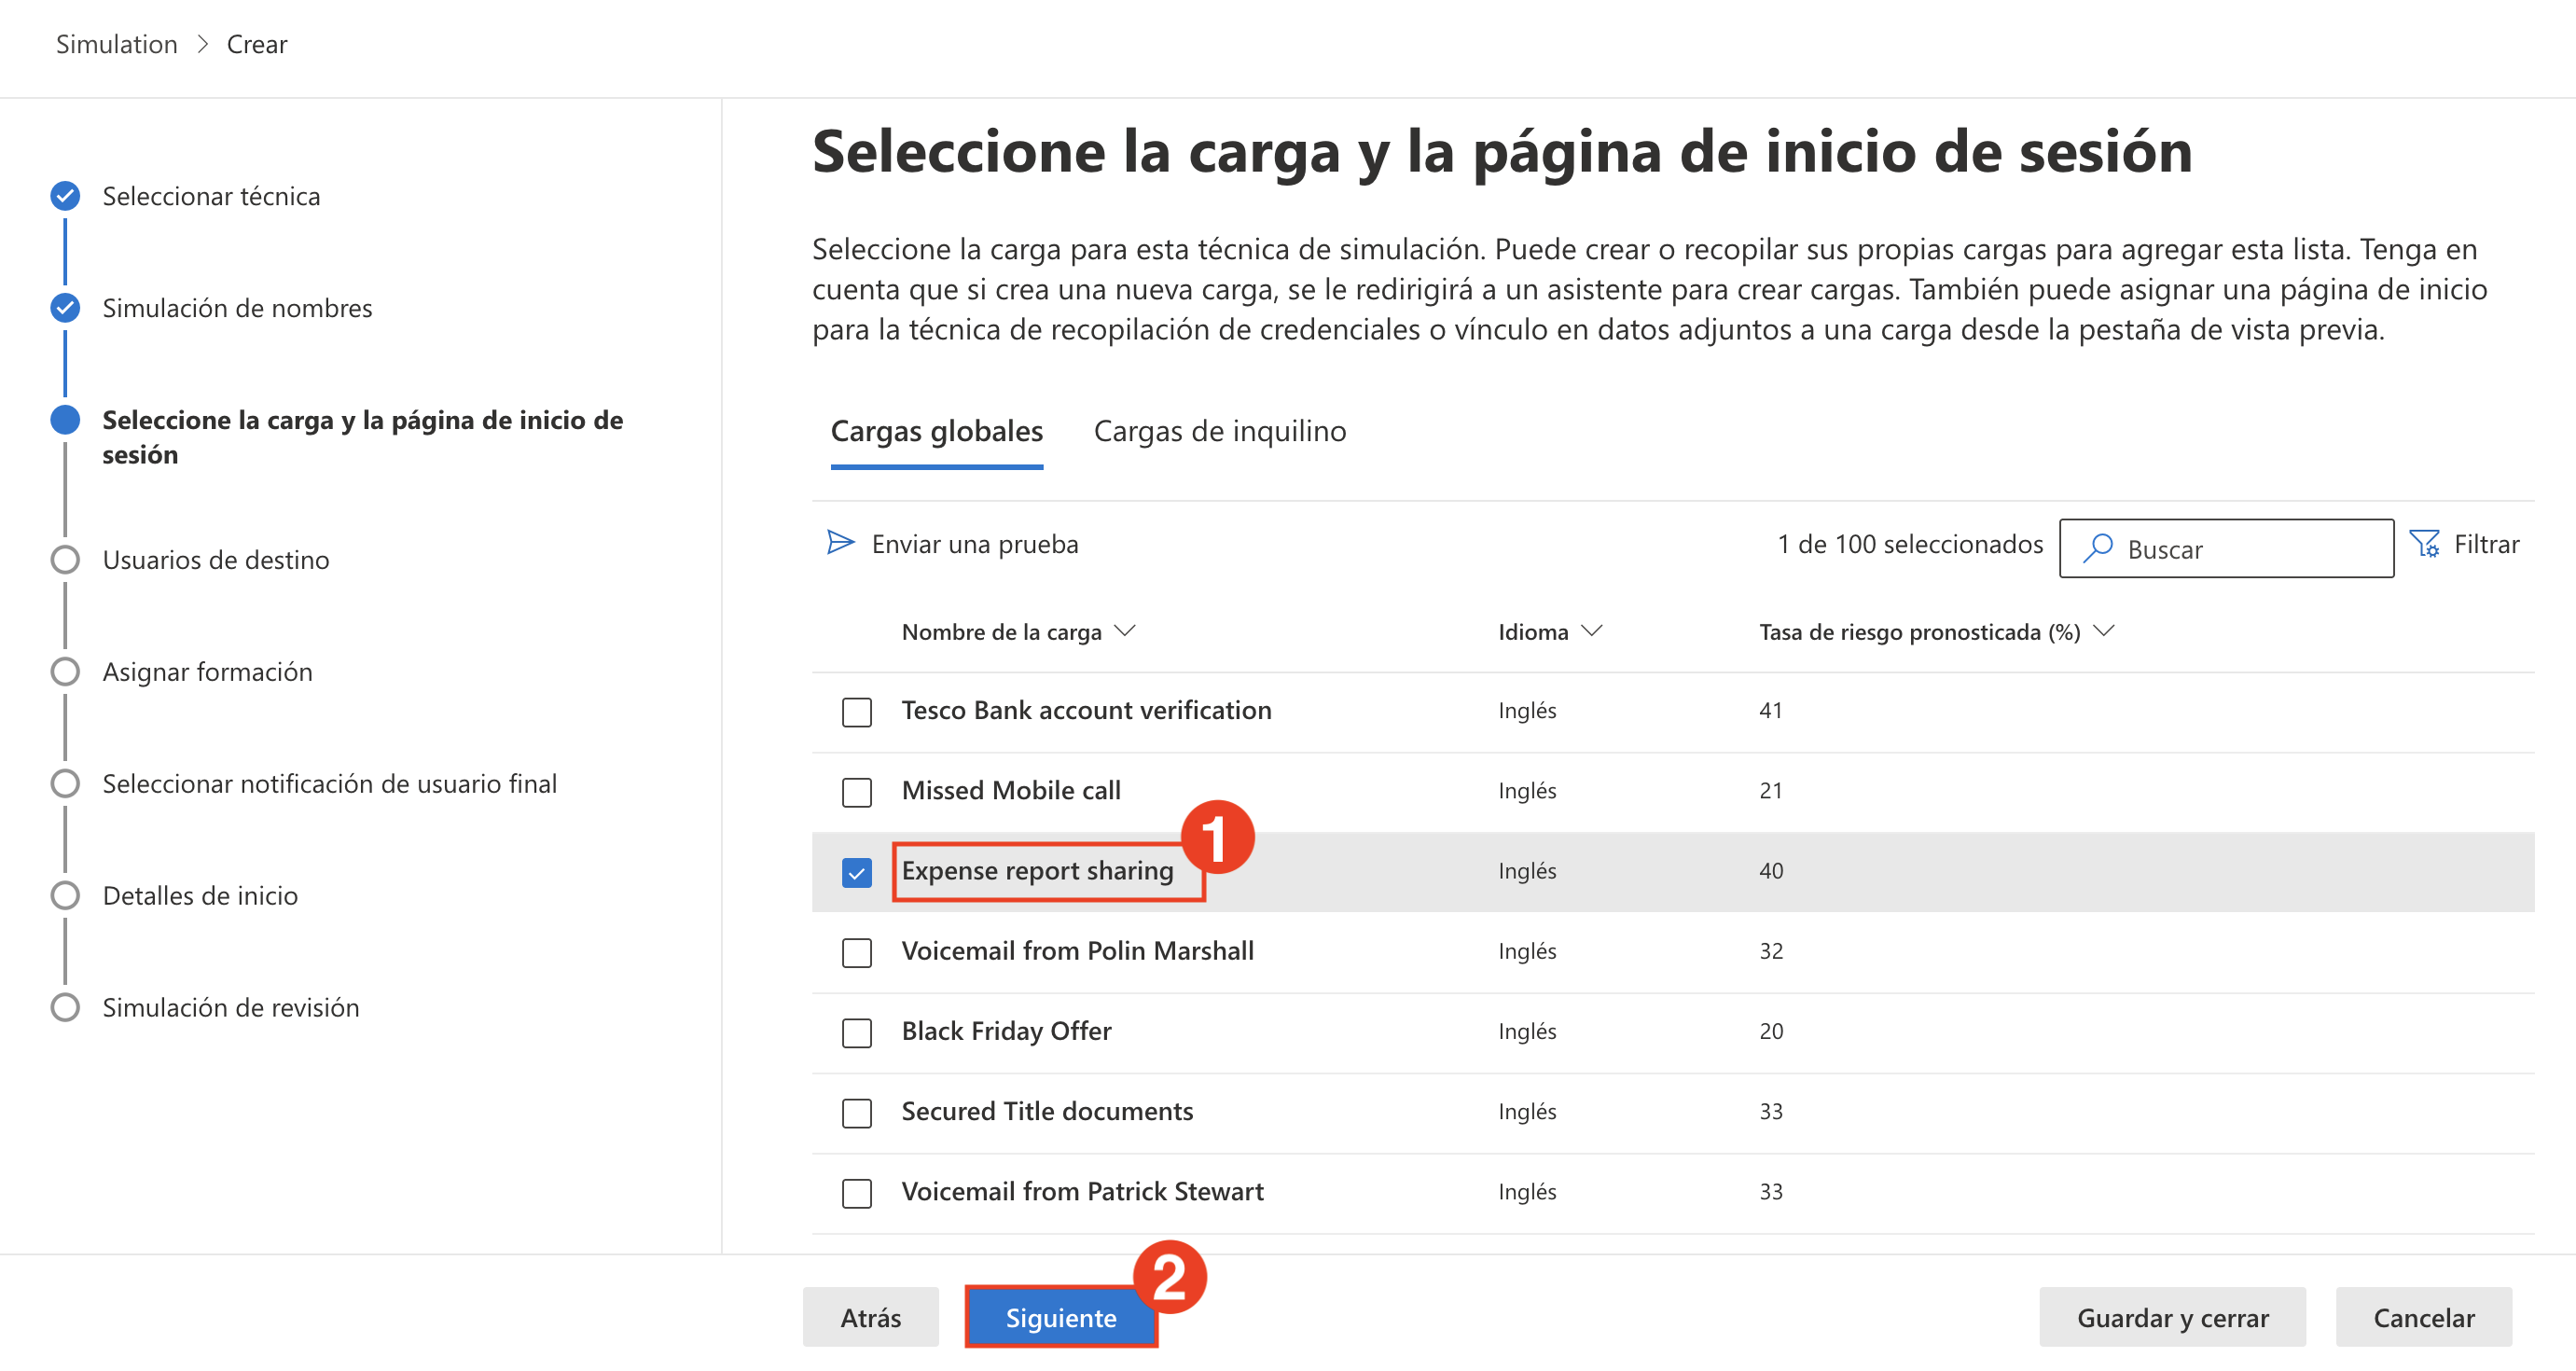 Simulation > Crear
Seleccionar técnica
Simulación de nombres
Seleccione la carga y la página de inicio de
sesión
Usuarios de destino
Asignar formación
Seleccionar notificación de usuario final
Detalles de inicio
Simulación de revisión
Seleccione la carga y la página de inicio de sesión
Seleccione la carga para esta técnica de simulación. Puede crear o recopilar sus propias cargas para agregar esta lista. Tenga en
cuenta que si crea una nueva carga, se le redirigirá a un asistente para crear cargas. También puede asignar una página de inicio
para la técnica de recopilación de credenciales o vínculo en datos adjuntos a una carga desde la pestaña de vista previa.
Cargas globales Cargas de inquilino
Enviar una prueba 1 de 100 seleccionados Buscar Filtrar
Nombre de la carga Idioma Tasa de riesgo pronosticada (%)
Tesco Bank account verification Inglés 41
Missed Mobile call Inglés 21
1
Expense report sharing Inglés 40
Voicemail from Polin Marshall Inglés 32
Black Friday Offer Inglés 20
Secured Title documents Inglés 33
Voicemail from Patrick Stewart Inglés 33
2
Atrás Siguiente Guardar y cerrar Cancelar